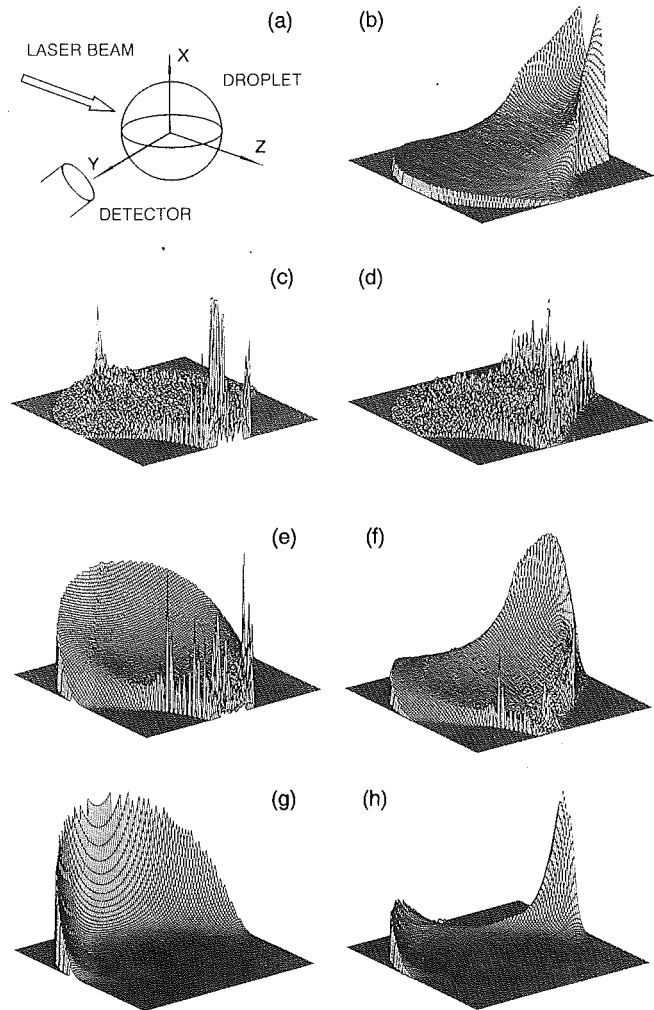 (a)
(b)
LASER BEAM
X
DROPLET
Y
Z
DETECTOR
(c)
(d)
(e)
(f)
(g)
(h)